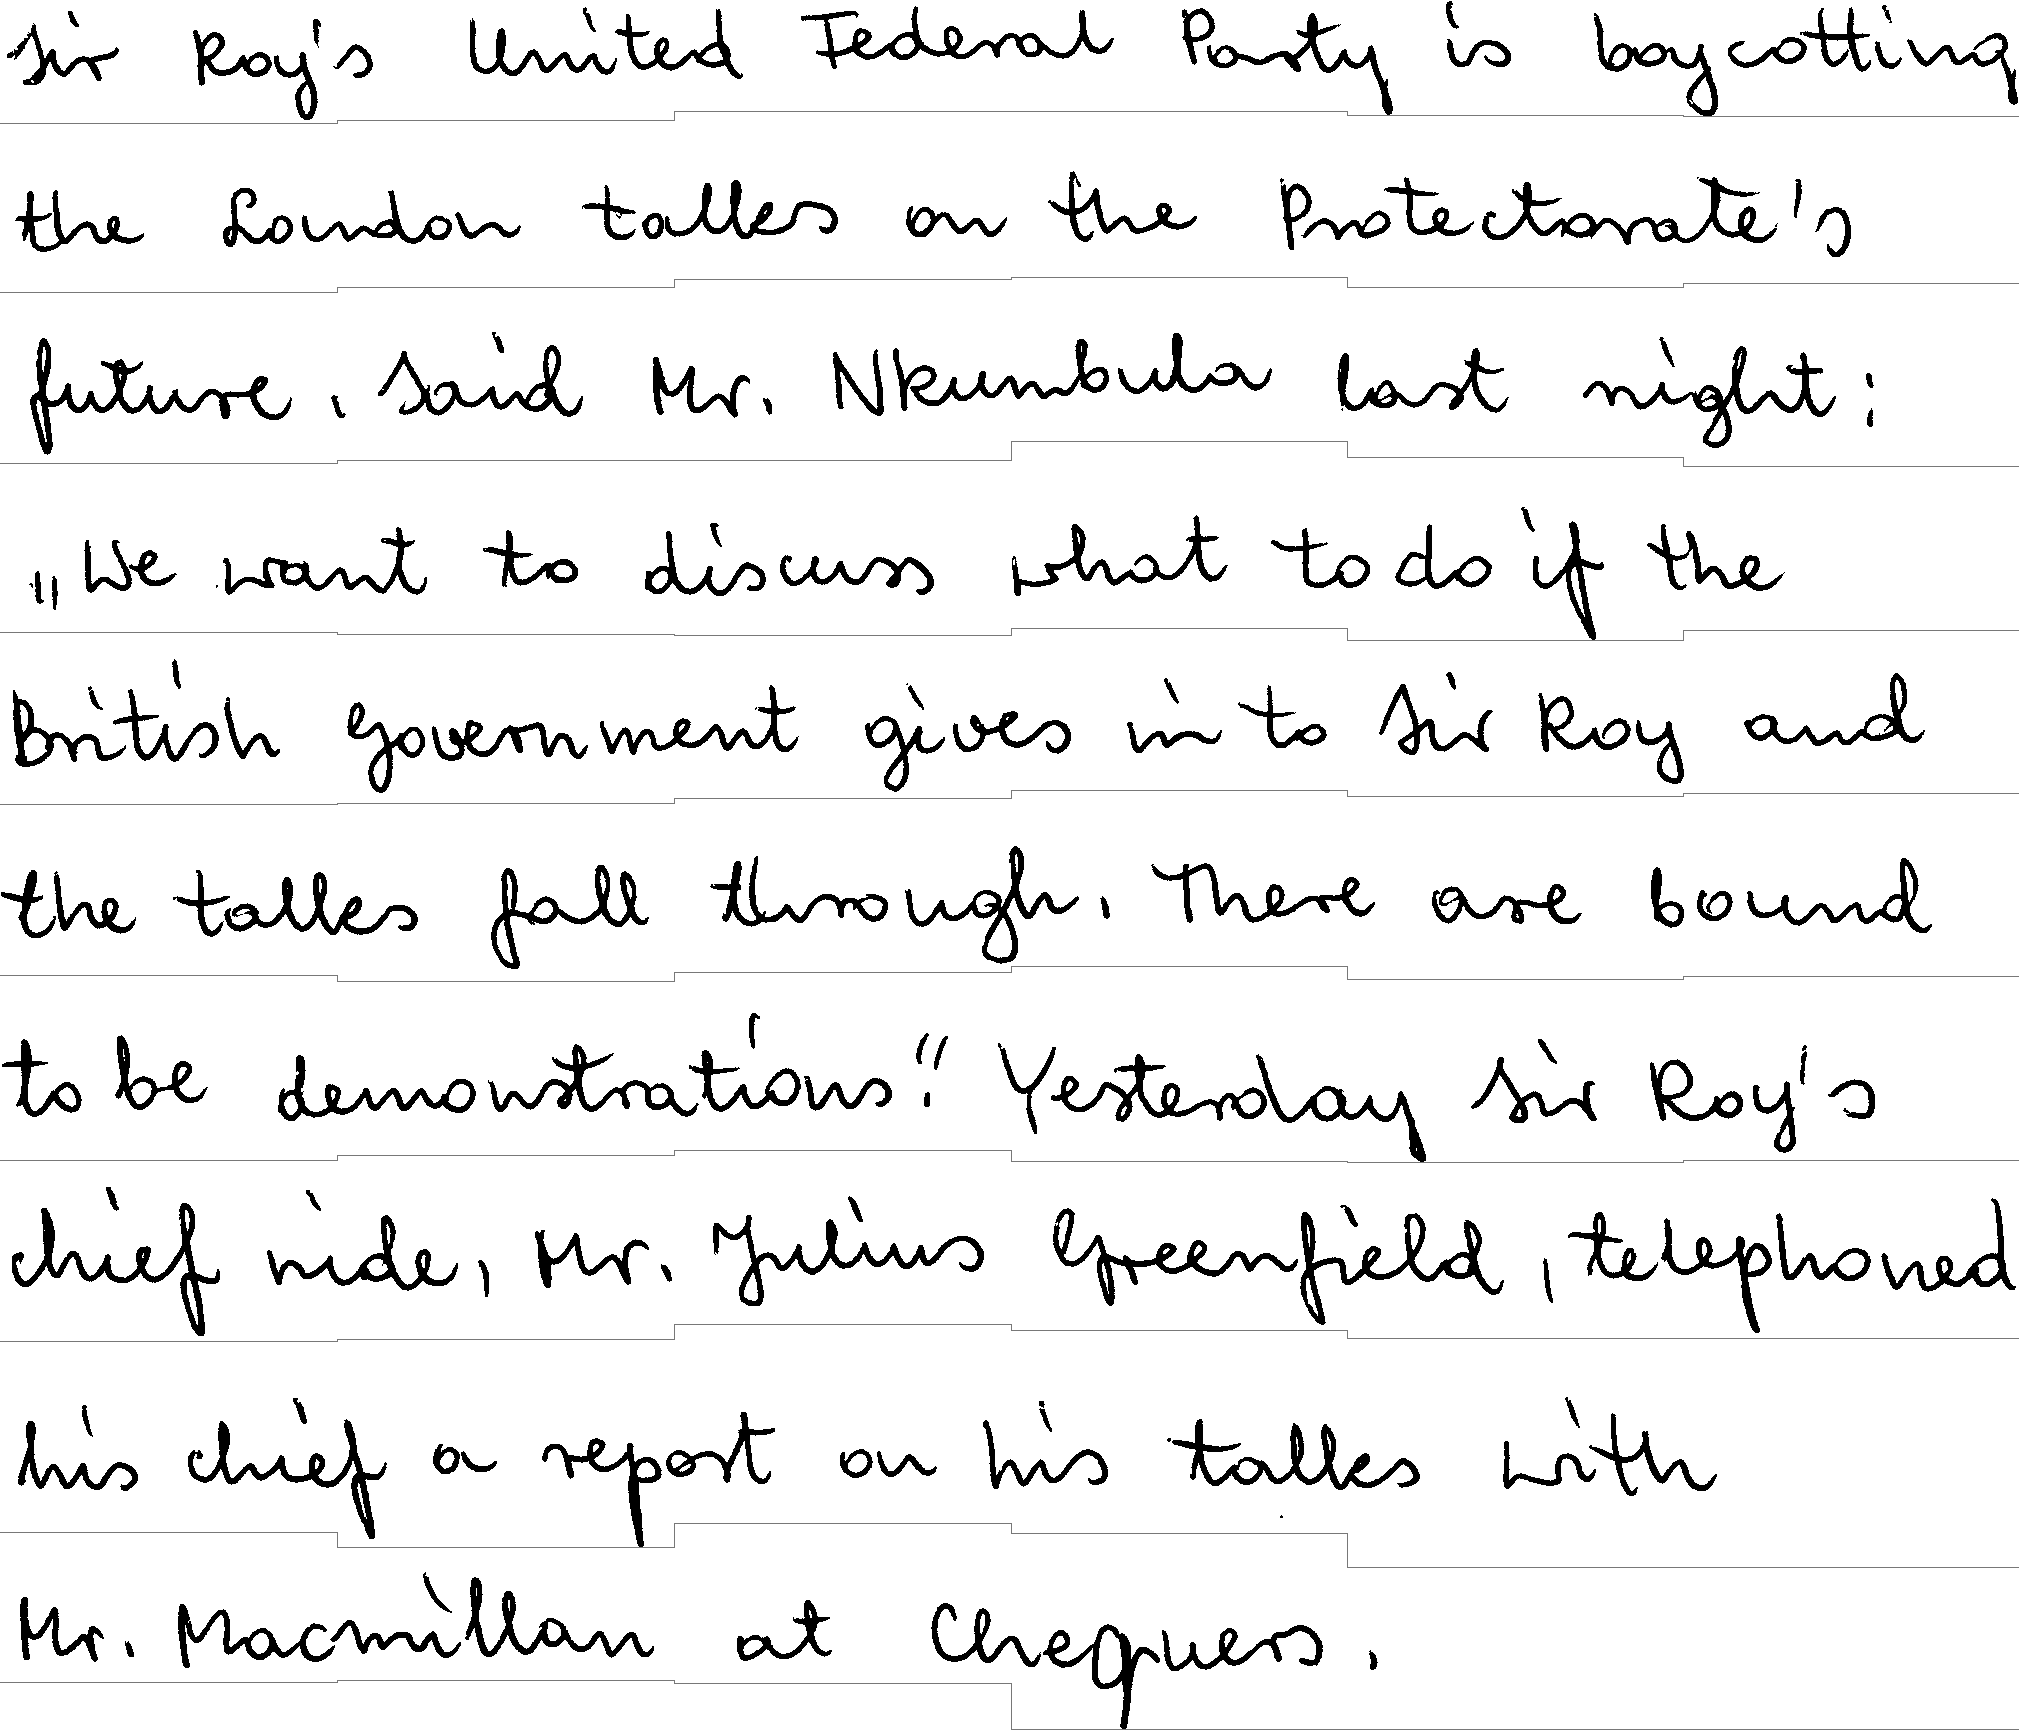 Sir Roy's United Federal Party is boycotting
the London talks on the Protectorate's
future, said Mr. Nkumbula last night:
„We want to discuss what to do if the
British government gives in to Sir Roy and
the talks fall through. There are bound
to be demonstrations." Yesterday Sir Roy's
chief nide, Mr. Julius Greenfield, telephoned
his chief a report on his talks with
Mr. Macmillan at Chequers.